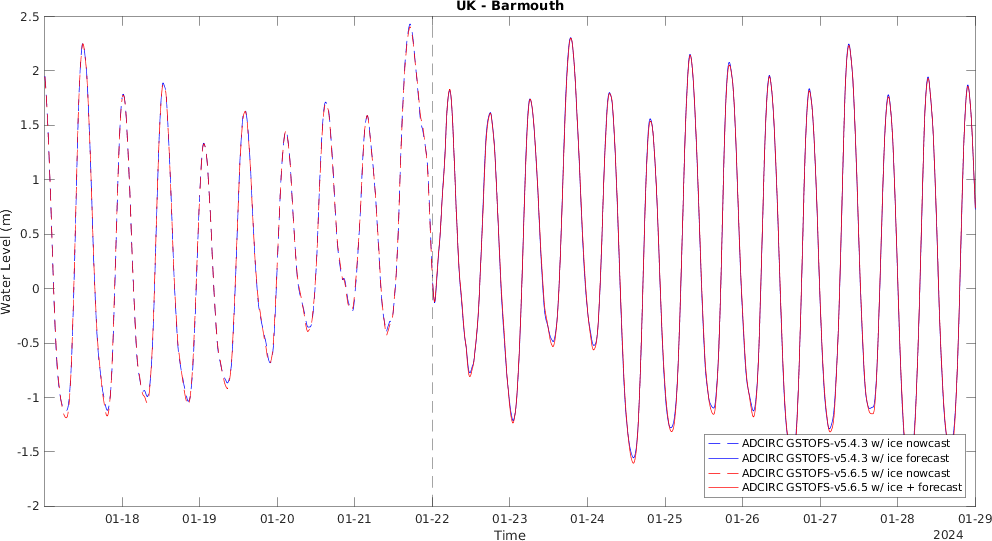 UK - Barmouth
2.5
2
1.5
1
0.5
0
-0.5
-1
-1.5
-2
Water Level (m)
ADCIRC GSTOFS-v5.4.3 w/ ice nowcast
ADCIRC GSTOFS-v5.4.3 w/ ice forecast
ADCIRC GSTOFS-v5.6.5 w/ ice nowcast
ADCIRC GSTOFS-v5.6.5 w/ ice + forecast
01-18 01-19 01-20 01-21 01-22 01-23 01-24 01-25 01-26 01-27 01-28 01-29
Time
2024